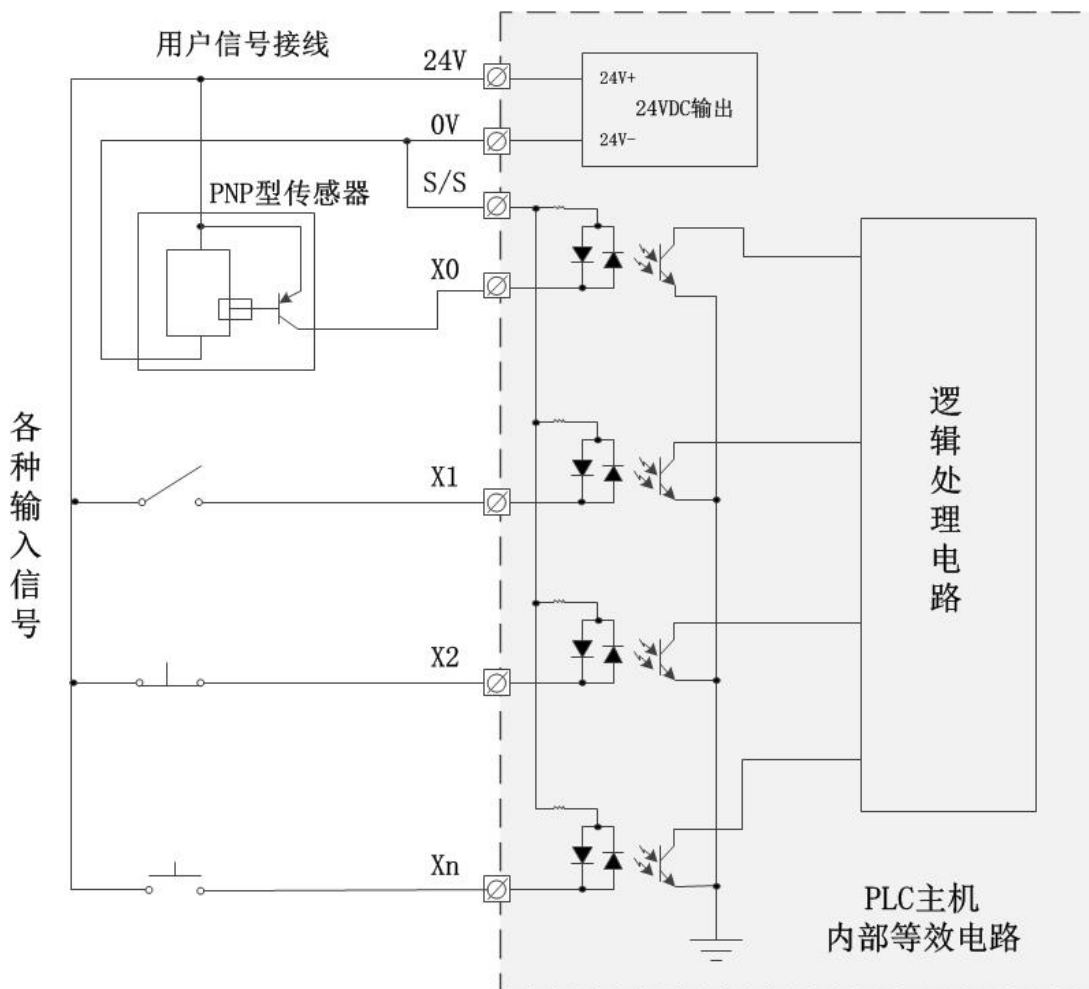 用户信号接线
24V
24V+
24VDC输出
0V
24V-
S/S
PNP型传感器
X0
各种输入信号
X1
逻辑处理电路
X2
Xn
PLC主机
内部等效电路